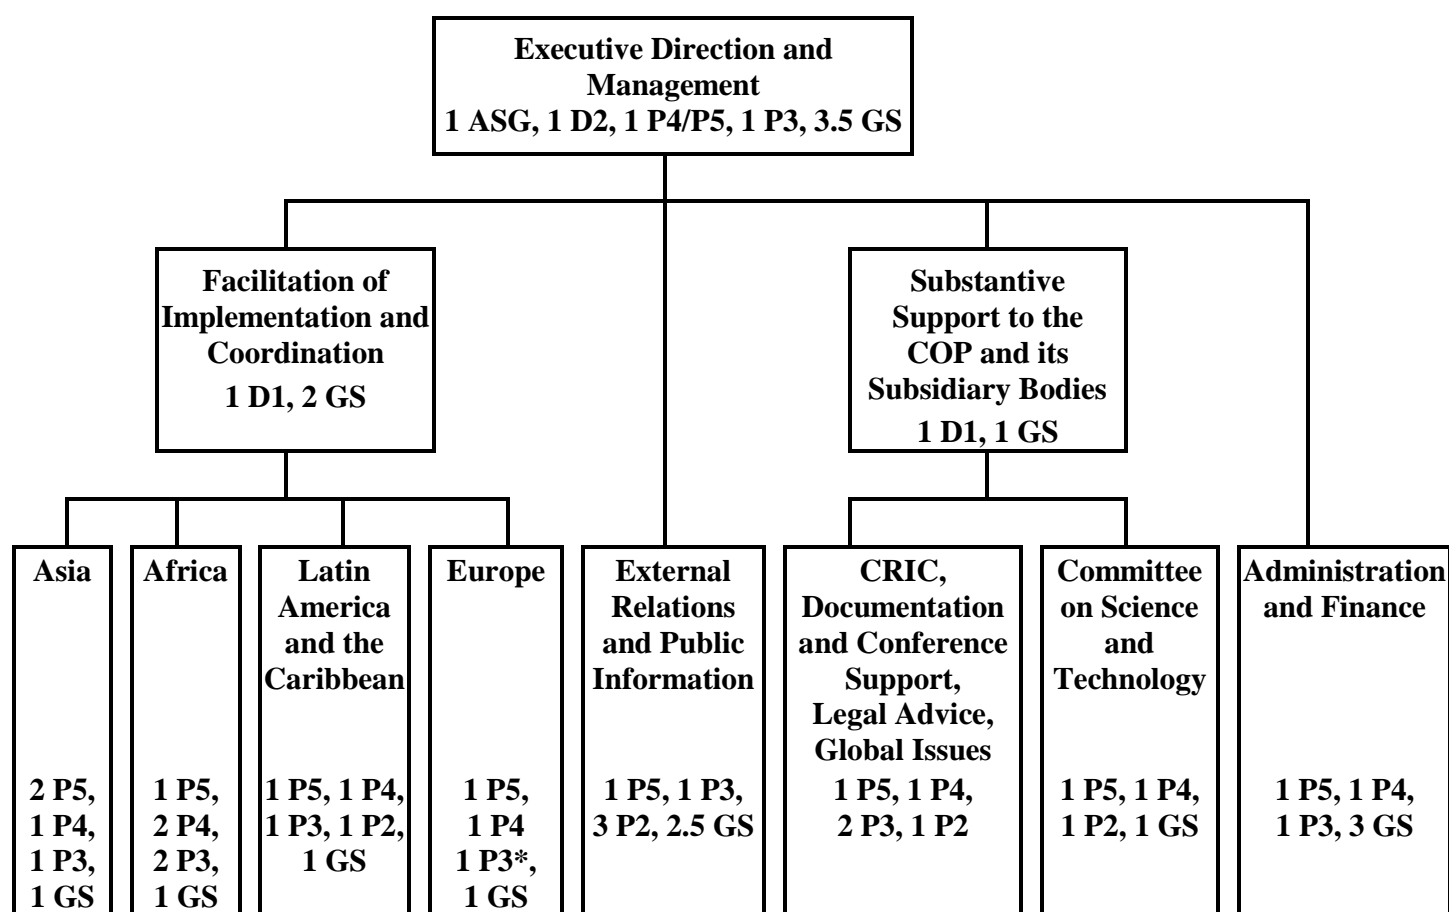 Executive Direction and
Management
1 ASG, 1 D2, 1 P4/P5, 1 P3, 3.5 GS
Facilitation of
Implementation and
Coordination
1 D1, 2 GS
Substantive
Support to the
COP and its
Subsidiary Bodies
1 D1, 1 GS
Asia
2 P5,
1 P4,
1 P3,
1 GS
Africa
1 P5,
2 P4,
2 P3,
1 GS
Latin
America
and the
Caribbean
1 P5, 1 P4,
1 P3, 1 P2,
1 GS
Europe
1 P5,
1 P4
1 P3*,
1 GS
External
Relations
and Public
Information
1 P5, 1 P3,
3 P2, 2.5 GS
CRIC,
Documentation
and Conference
Support,
Legal Advice,
Global Issues
1 P5, 1 P4,
2 P3, 1 P2
Committee
on Science
and
Technology
1 P5, 1 P4,
1 P2, 1 GS
Administration
and Finance
1 P5, 1 P4,
1 P3, 3 GS